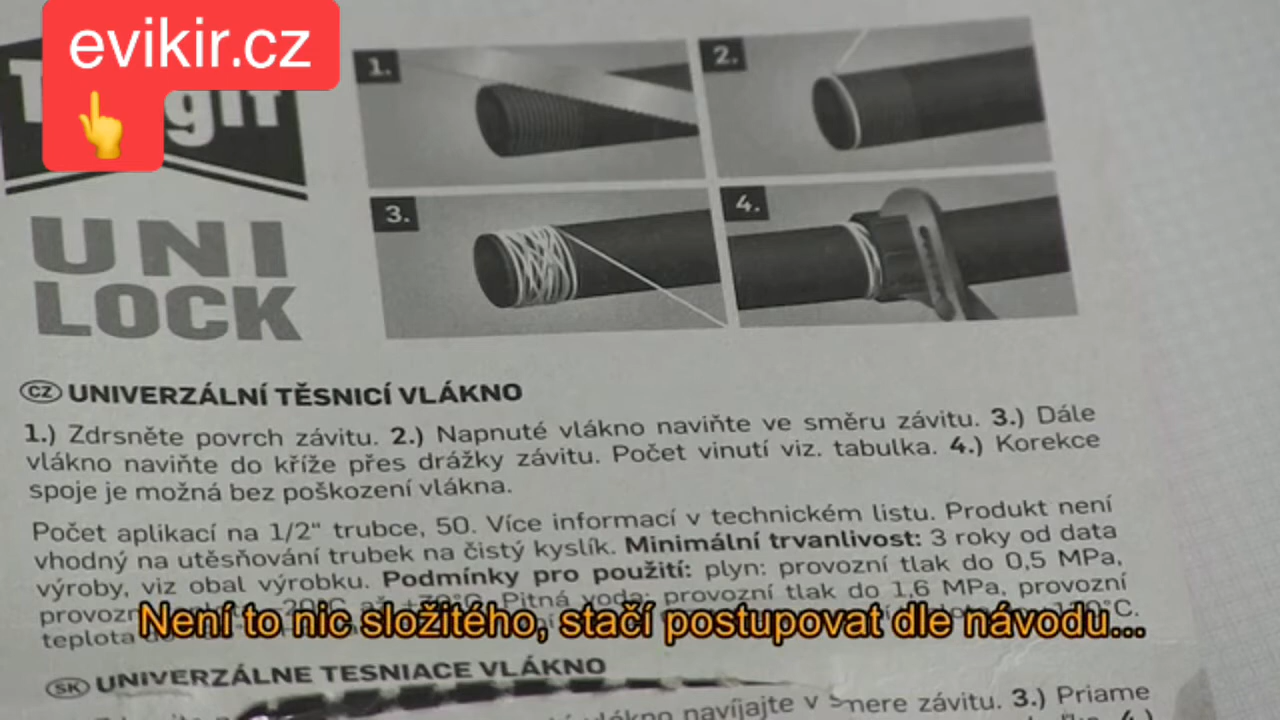 evikir.cz
UNI
LOCK
1.
2.
3.
4.
CZ UNIVERZÁLNÍ TĚSNICÍ VLÁKNO
1.) Zdrsněte povrch závitu. 2.) Napnuté vlákno naviňte ve směru závitu. 3.) Dále
vlákno naviňte do kříže přes drážky závitu. Počet vinutí viz. tabulka. 4.) Korekce
spoje je možná bez poškození vlákna.
Počet aplikací na 1/2“ trubce, 50. Více informací v technickém listu. Produkt není
vhodný na utěsňování trubek na čistý kyslík. Minimální trvanlivost: 3 roky od data
výroby, viz obal výrobku. Podmínky pro použití: plyn: provozní tlak do 0,5 MPa,
Pitná voda: provozní tlak do 1,6 MPa, provozní
teplota
Není to nic složitého, stačí postupovat dle návodu...
SK UNIVERZÁLNE TESNIACE VLÁKNO
navíjajte v smere závitu. 3.) Priame